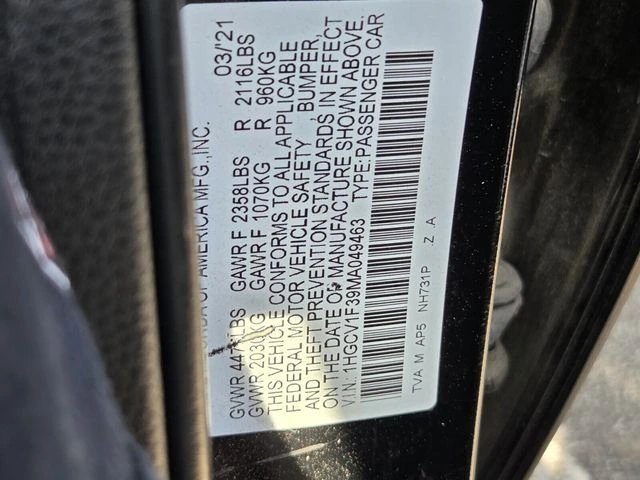 OF AMERICA MFG.,INC. 03/'21
GVWR LBS GAWR F 2358LBS R 2116LBS
GVWR 2030KG GAWR F 1070KG R 960KG
THIS VEHICLE CONFORMS TO ALL APPLICABLE
FEDERAL MOTOR VEHICLE SAFETY , BUMPER,
AND THEFT PREVENTION STANDARDS IN EFFECT
ON THE DATE OF MANUFACTURE SHOWN ABOVE.
V.I.N.: 1HGCV1F39MA049463 TYPE:PASSENGER CAR
TVA M AP5 NH731P Z .A